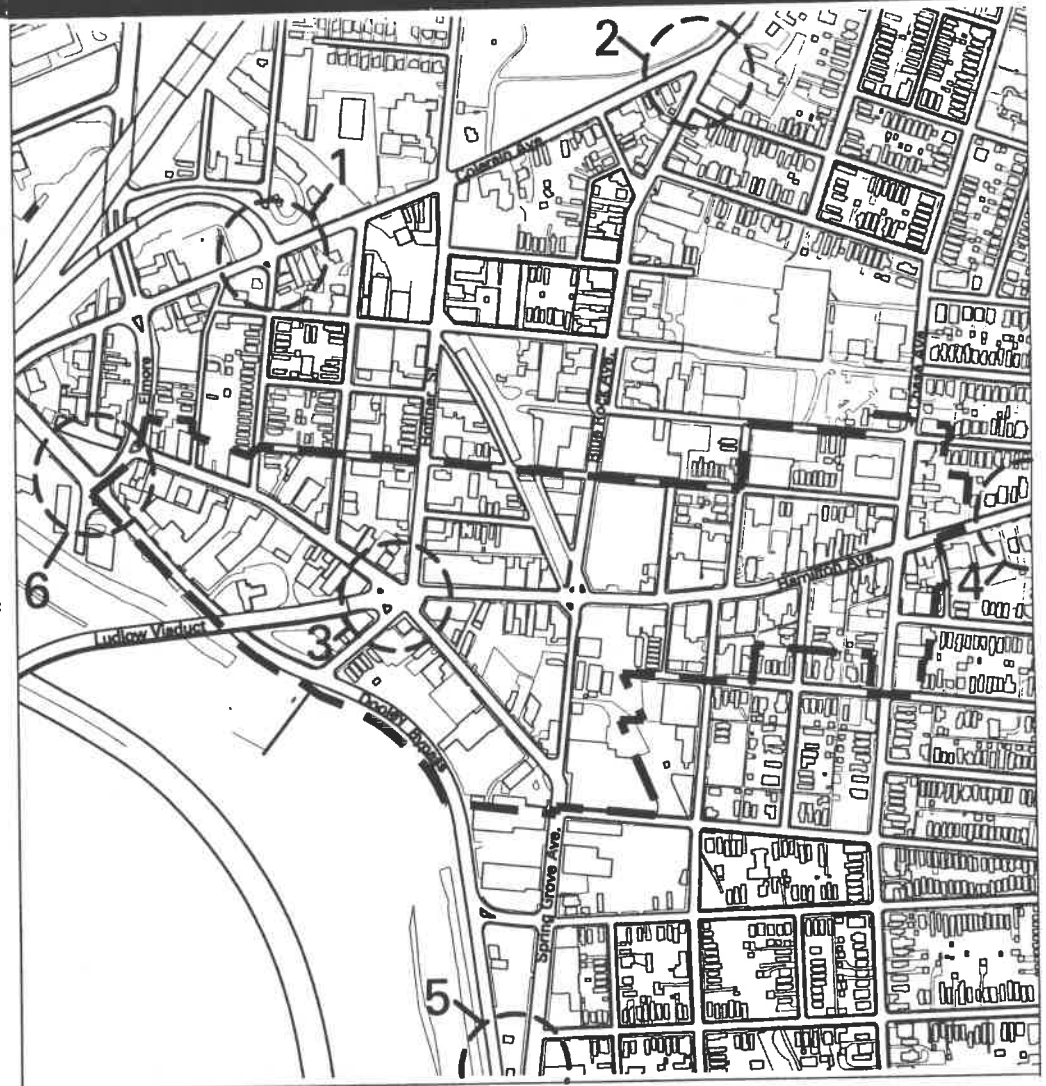 2
1
Colerain Ave.
Elmore
Hoffner St.
Blue Rock Ave.
Chase Ave.
6
3
Ludlow Viaduct
Hamilton Ave.
4
Dooley Bypass
Spring Grove Ave.
5